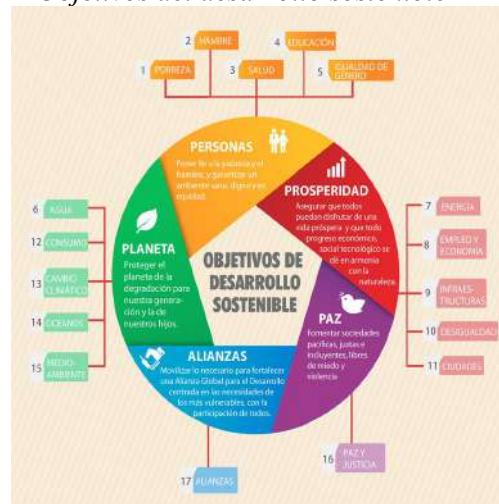 Objetivos del desarrollo sostenible
2 HAMBRE
4 EDUCACIÓN
1 POBREZA
3 SALUD
5 IGUALDAD DE
GÉNERO
PERSONAS
Poner fin a la pobreza y el
hambre, y garantizar un
ambiente sano, digno y en
equidad.
PROSPERIDAD
Asegurar que todos
puedan disfrutar de una
vida próspera y que todo
progreso económico,
social tecnológico se
dé en armonía
con la
naturaleza.
6 AGUA
12 CONSUMO
13 CAMBIO
CLIMÁTICO
14 OCÉANOS
15 MEDIO-
AMBIENTE
PLANETA
Proteger el
planeta de la
degradación para
nuestra genera-
ción y la de
nuestros hijos.
OBJETIVOS DE
DESARROLLO
SOSTENIBLE
7 ENERGÍA
8 EMPLEO Y
ECONOMÍA
9 INFRAES-
TRUCTURAS
10 DESIGUALDAD
11 CIUDADES
PAZ
Fomentar sociedades
pacíficas, justas e
incluyentes, libres
de miedo y
violencia
ALIANZAS
Movilizar lo necesario para fortalecer
una Alianza Global para el Desarrollo
centrada en las necesidades de
los más vulnerables, con la
participación de todos.
16 PAZ Y
JUSTICIA
17 ALIANZAS